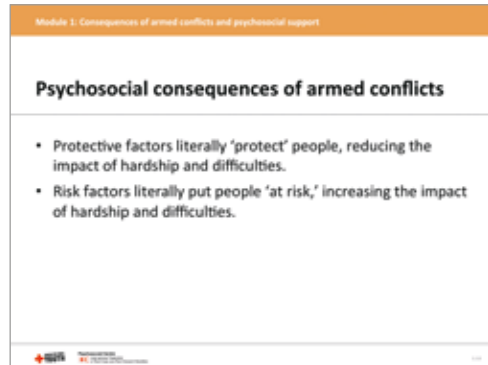 Module 1: Consequences of armed conflicts and psychosocial support
Psychosocial consequences of armed conflicts
• Protective factors literally ‘protect’ people, reducing the
impact of hardship and difficulties.
• Risk factors literally put people ‘at risk,’ increasing the impact
of hardship and difficulties.